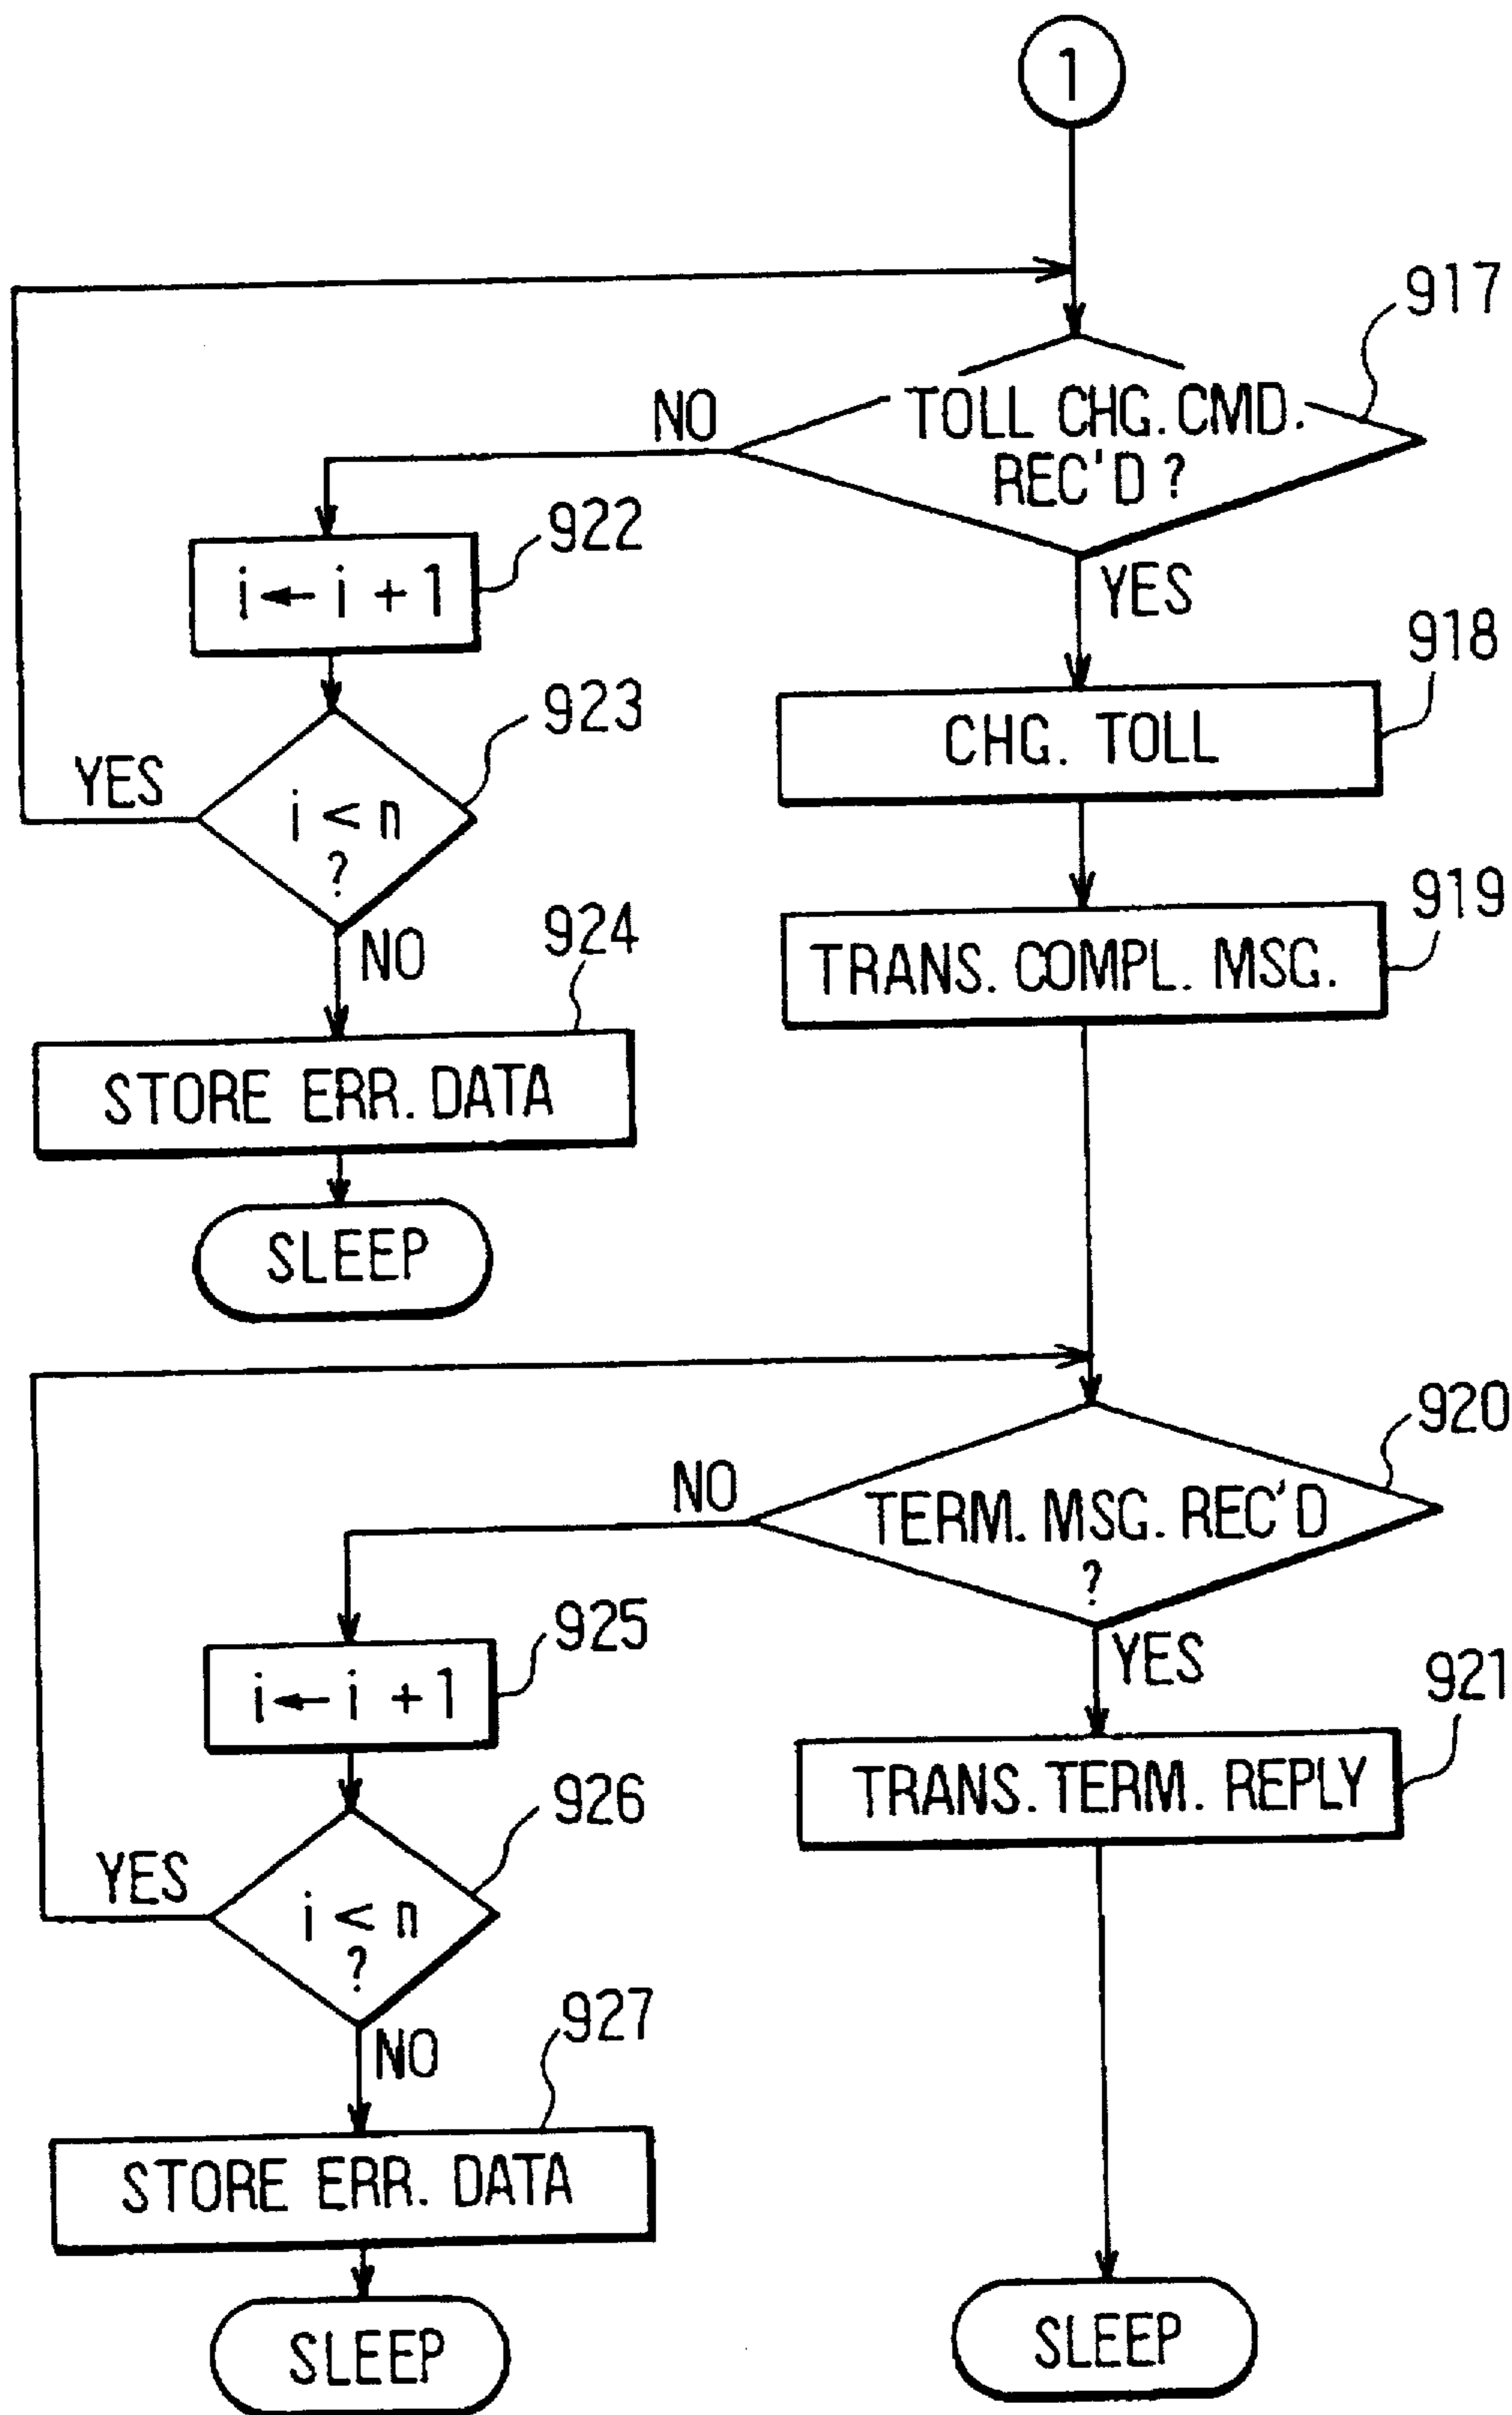 1
917
TOLL CHG. CMD.
REC'D ?
NO
YES
922
i ← i + 1
918
CHG. TOLL
923
i < n
?
YES
NO
919
TRANS. COMPL. MSG.
924
STORE ERR. DATA
SLEEP
920
TERM. MSG. REC'D
?
NO
YES
925
i ← i + 1
921
TRANS. TERM. REPLY
926
i < n
?
YES
NO
927
STORE ERR. DATA
SLEEP
SLEEP